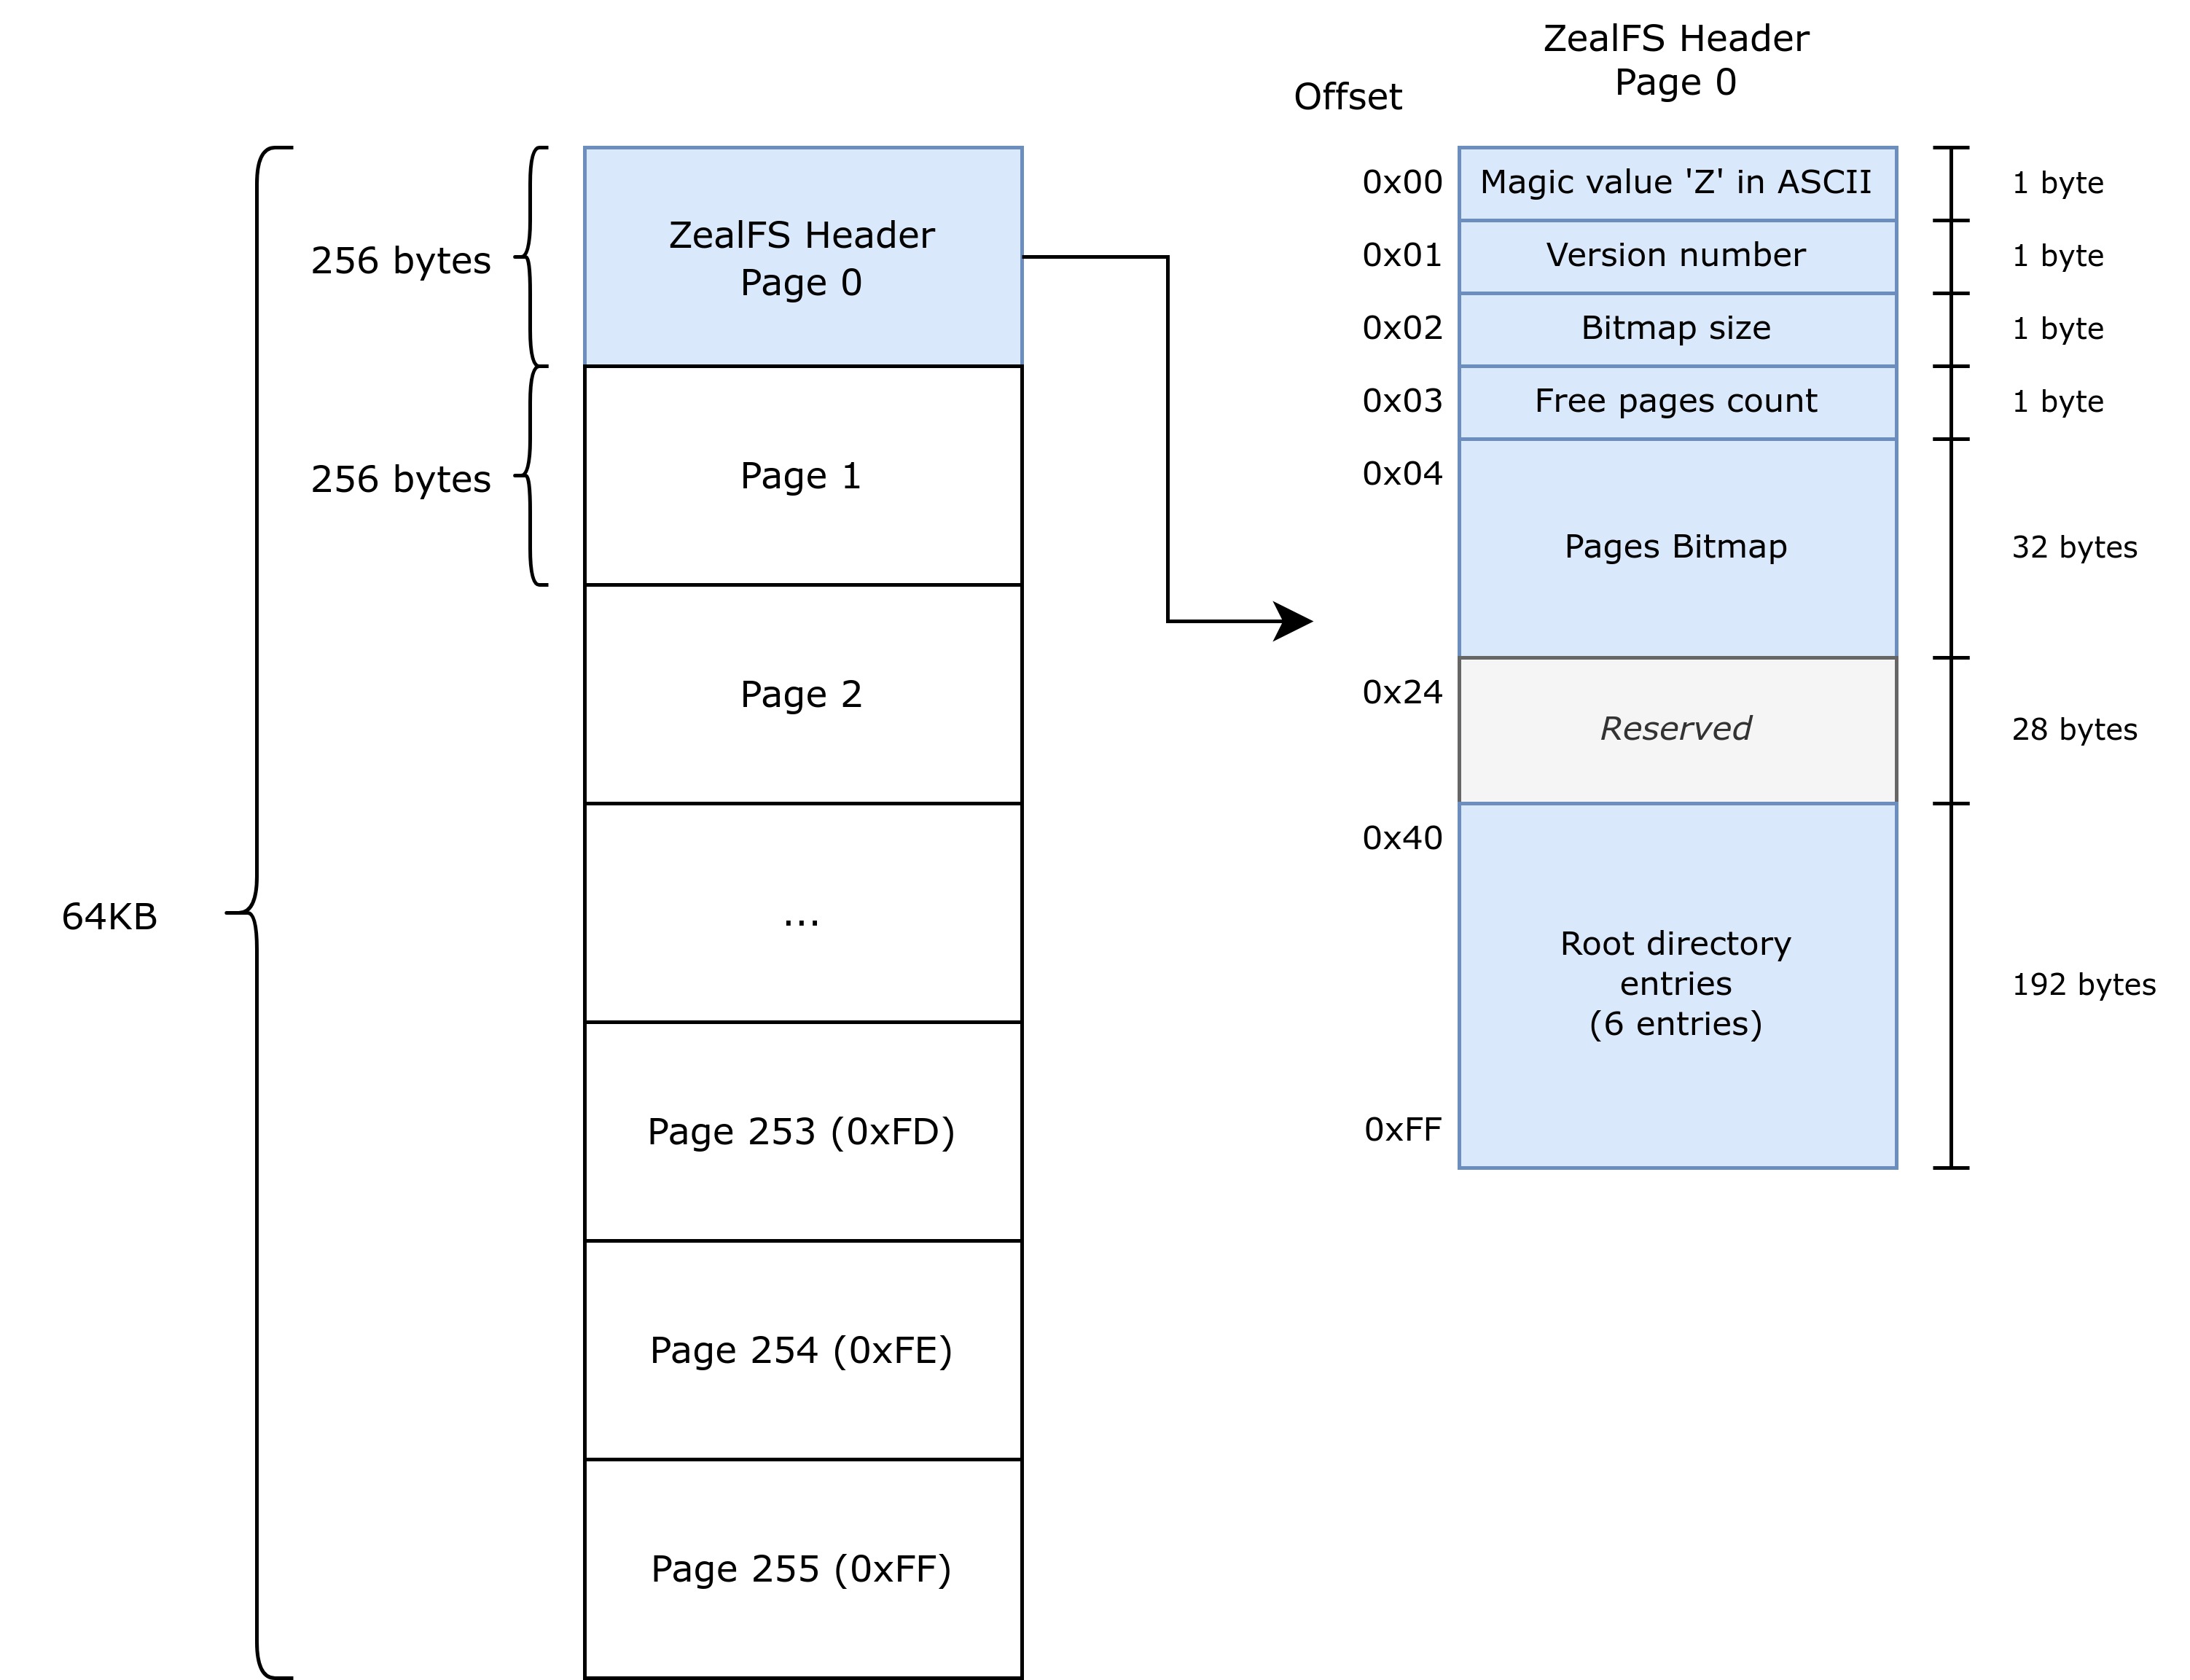 64KB
256 bytes
256 bytes
ZealFS Header
Page 0
Page 1
Page 2
...
Page 253 (0xFD)
Page 254 (0xFE)
Page 255 (0xFF)
ZealFS Header
Page 0
Offset
0x00 Magic value 'Z' in ASCII 1 byte
0x01 Version number 1 byte
0x02 Bitmap size 1 byte
0x03 Free pages count 1 byte
0x04
Pages Bitmap 32 bytes
0x24
Reserved 28 bytes
0x40
Root directory
entries 192 bytes
(6 entries)
0xFF